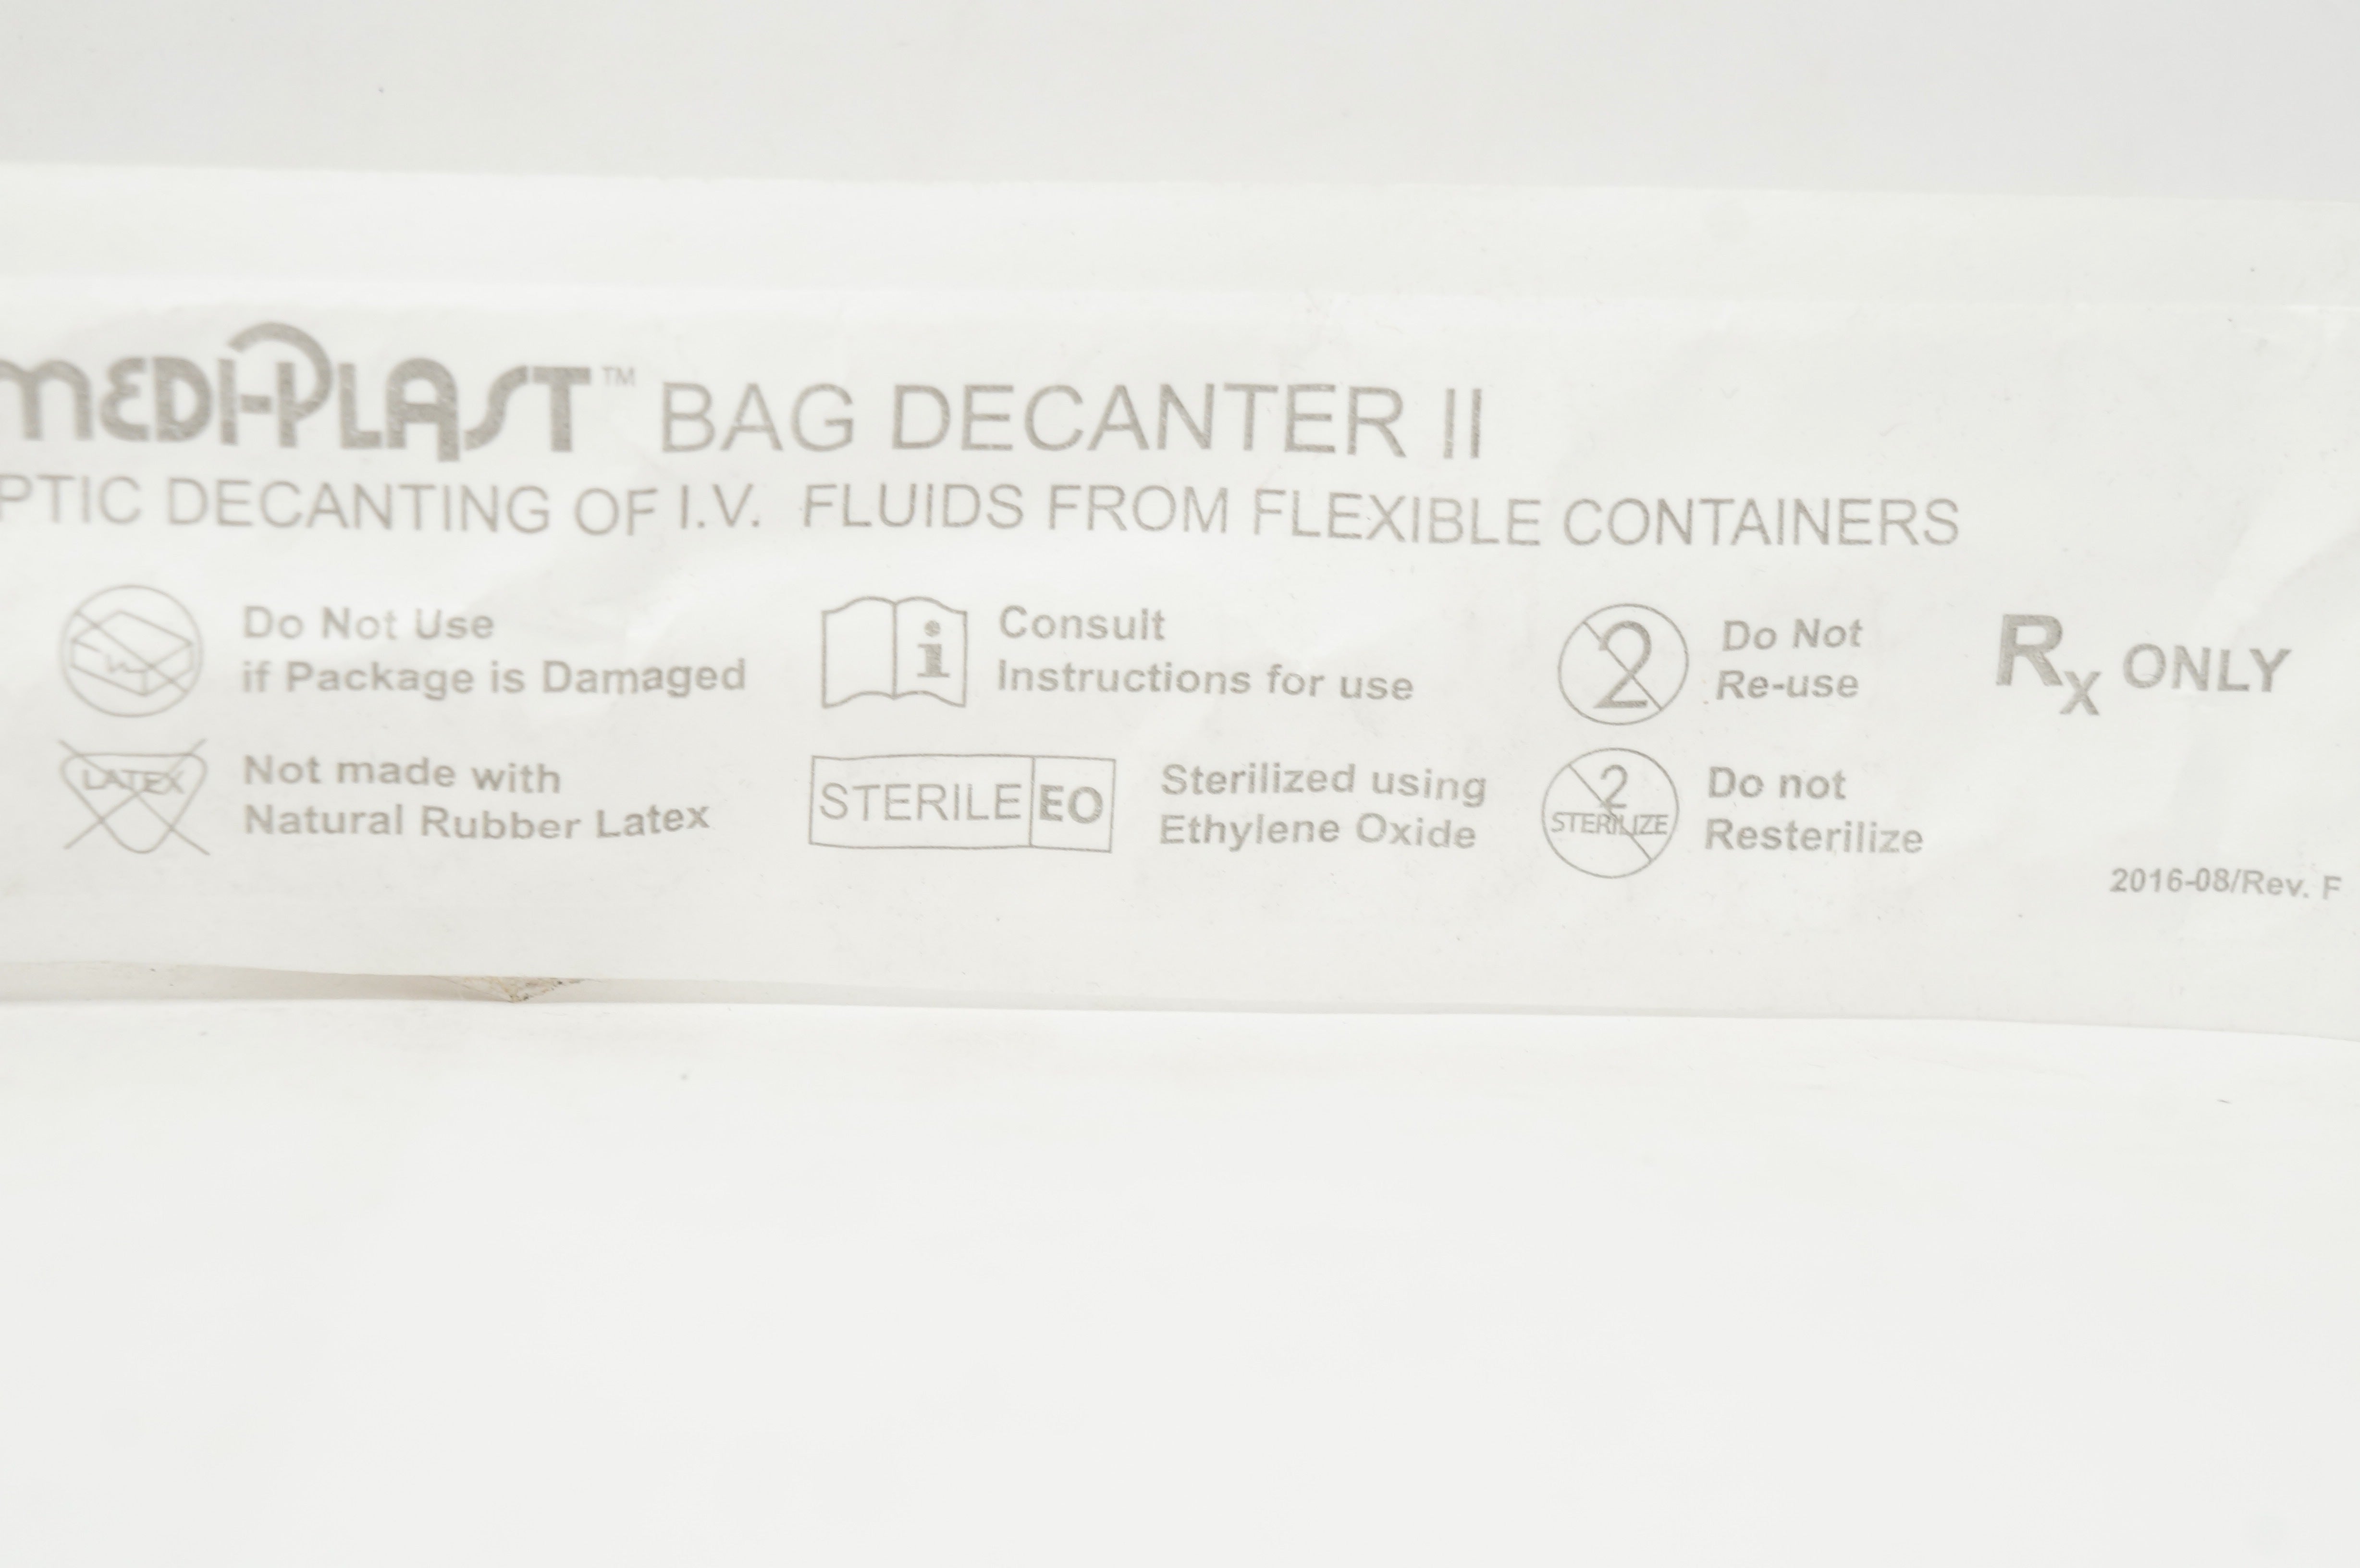 MEDI-PLAST™ BAG DECANTER II
PTIC DECANTING OF I.V. FLUIDS FROM FLEXIBLE CONTAINERS
Do Not Use
if Package is Damaged
Consult
Instructions for use
2
Do Not
Re-use
Rx ONLY
LATEX
Not made with
Natural Rubber Latex
STERILE EO
Sterilized using
Ethylene Oxide
2
STERILIZE
Do not
Resterilize
2016-08/Rev. F